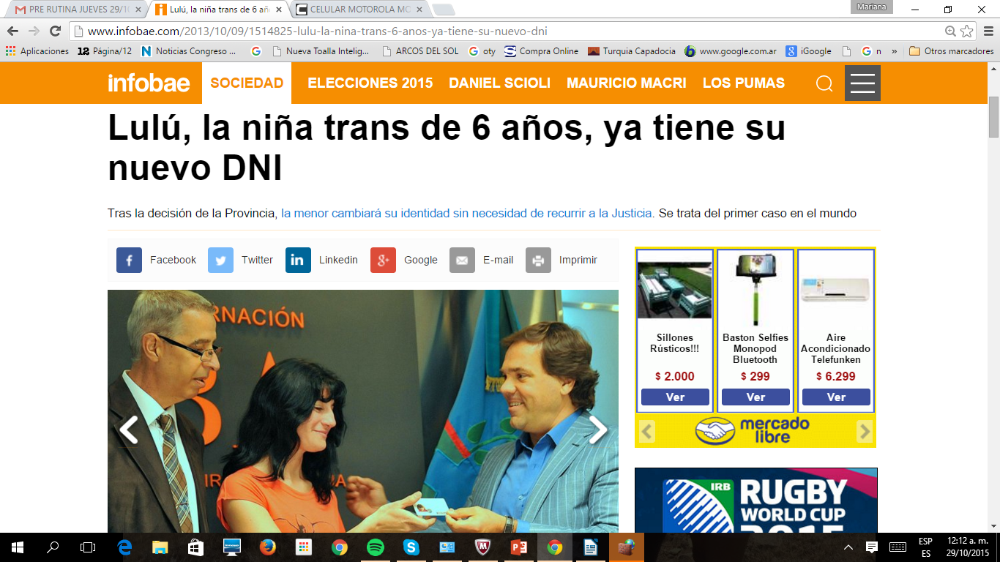 PRE RUTINA JUEVES 29/10
Lulú, la niña trans de 6 añ
CELULAR MOTOROLA MO
Mariana
www.infobae.com/2013/10/09/1514825-lulu-la-nina-trans-6-anos-ya-tiene-su-nuevo-dni
Aplicaciones
12 Página/12
Noticias Congreso ...
Nueva Toalla Intelig...
ARCOS DEL SOL
oty
Compra Online
Turquia Capadocia
www.google.com.ar
iGoogle
n
»
Otros marcadores
infobae
SOCIEDAD
ELECCIONES 2015
DANIEL SCIOLI
MAURICIO MACRI
LOS PUMAS
Lulú, la niña trans de 6 años, ya tiene su
nuevo DNI
Tras la decisión de la Provincia, la menor cambiará su identidad sin necesidad de recurrir a la Justicia. Se trata del primer caso en el mundo
Facebook
Twitter
Linkedin
Google
E-mail
Imprimir
RNACIÓN
Sillones
Rústicos!!!
$ 2.000
Ver
Baston Selfies
Monopod
Bluetooth
$ 299
Ver
Aire
Acondicionado
Telefunken
$ 6.299
Ver
mercado
libre
IRB
RUGBY
WORLD CUP
2015
ESP
ES
12:12 a. m.
29/10/2015